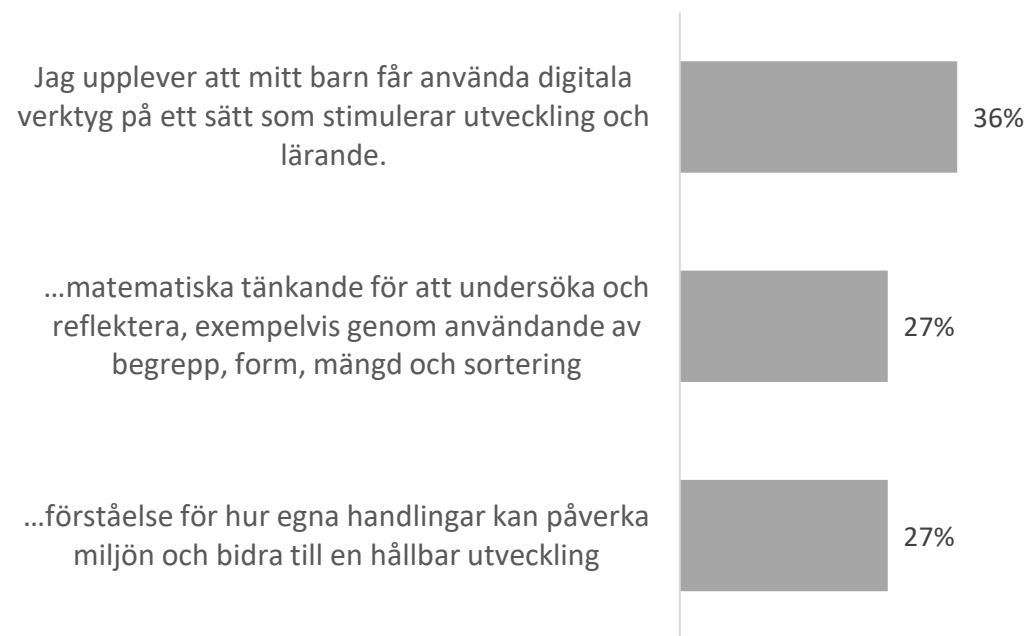 Jag upplever att mitt barn får använda digitala
verktyg på ett sätt som stimulerar utveckling och
lärande.
36%
…matematiska tänkande för att undersöka och
reflektera, exempelvis genom användande av
begrepp, form, mängd och sortering
27%
…förståelse för hur egna handlingar kan påverka
miljön och bidra till en hållbar utveckling
27%